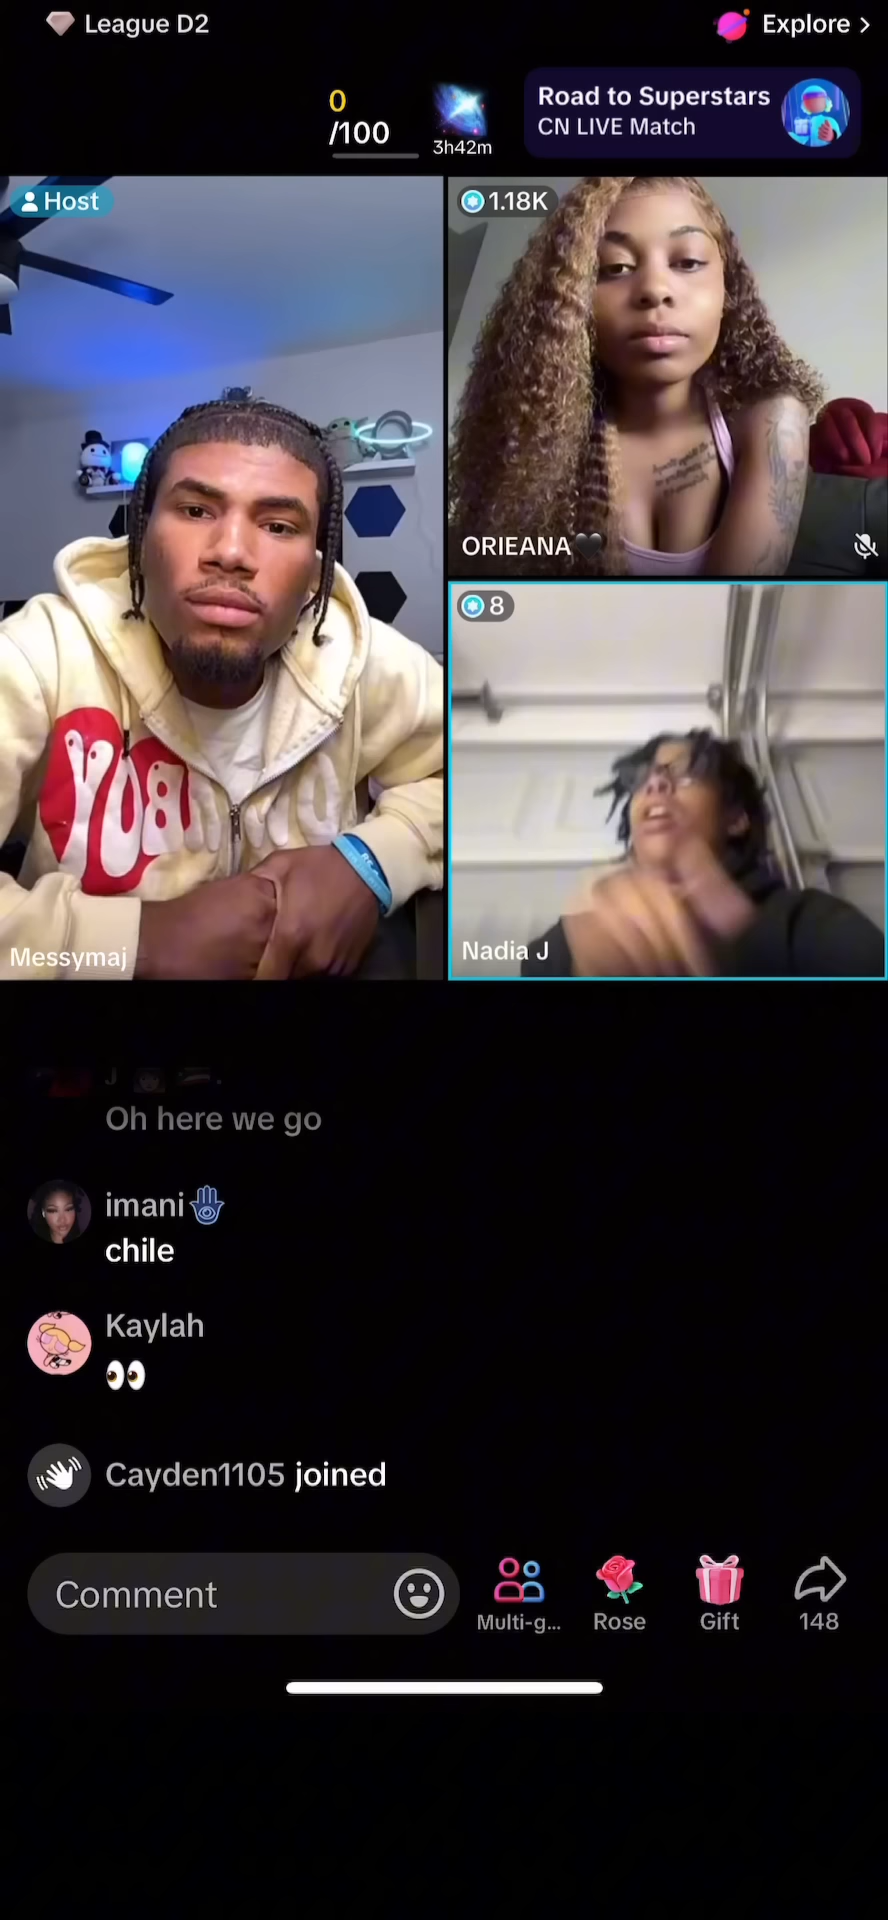 League D2
Explore >
0
/100
3h42m
Road to Superstars
CN LIVE Match
Host
1.18K
ORIEANA🖤
8
Messymaj
Nadia J
J
Oh here we go
imani🪬
chile
Kaylah
👀
Cayden1105 joined
Comment
Multi-g...
Rose
Gift
148